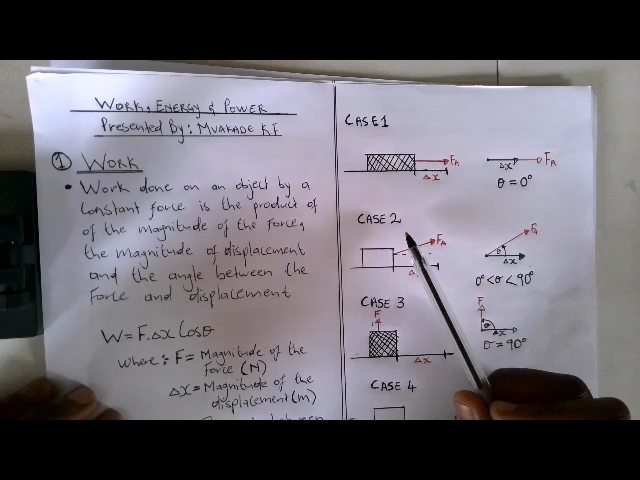 WORK, ENERGY & POWER
Presented By: MVAKADE K.F
① WORK
• Work done on an object by a
Constant force is the product of
of the magnitude of the Force,
the magnitude of displacement
and the angle between the
Force and displacement
W = F.Δx Cosθ
Where: F = Magnitude of the
Force (N)
Δx = Magnitude of the
displacement (m)
CASE 1
FA
Δx
Δx
FA
θ = 0°
CASE 2
FA
Δx
FA
θ
Δx
0° < θ < 90°
CASE 3
F
Δx
F
θ
Δx
θ = 90°
CASE 4